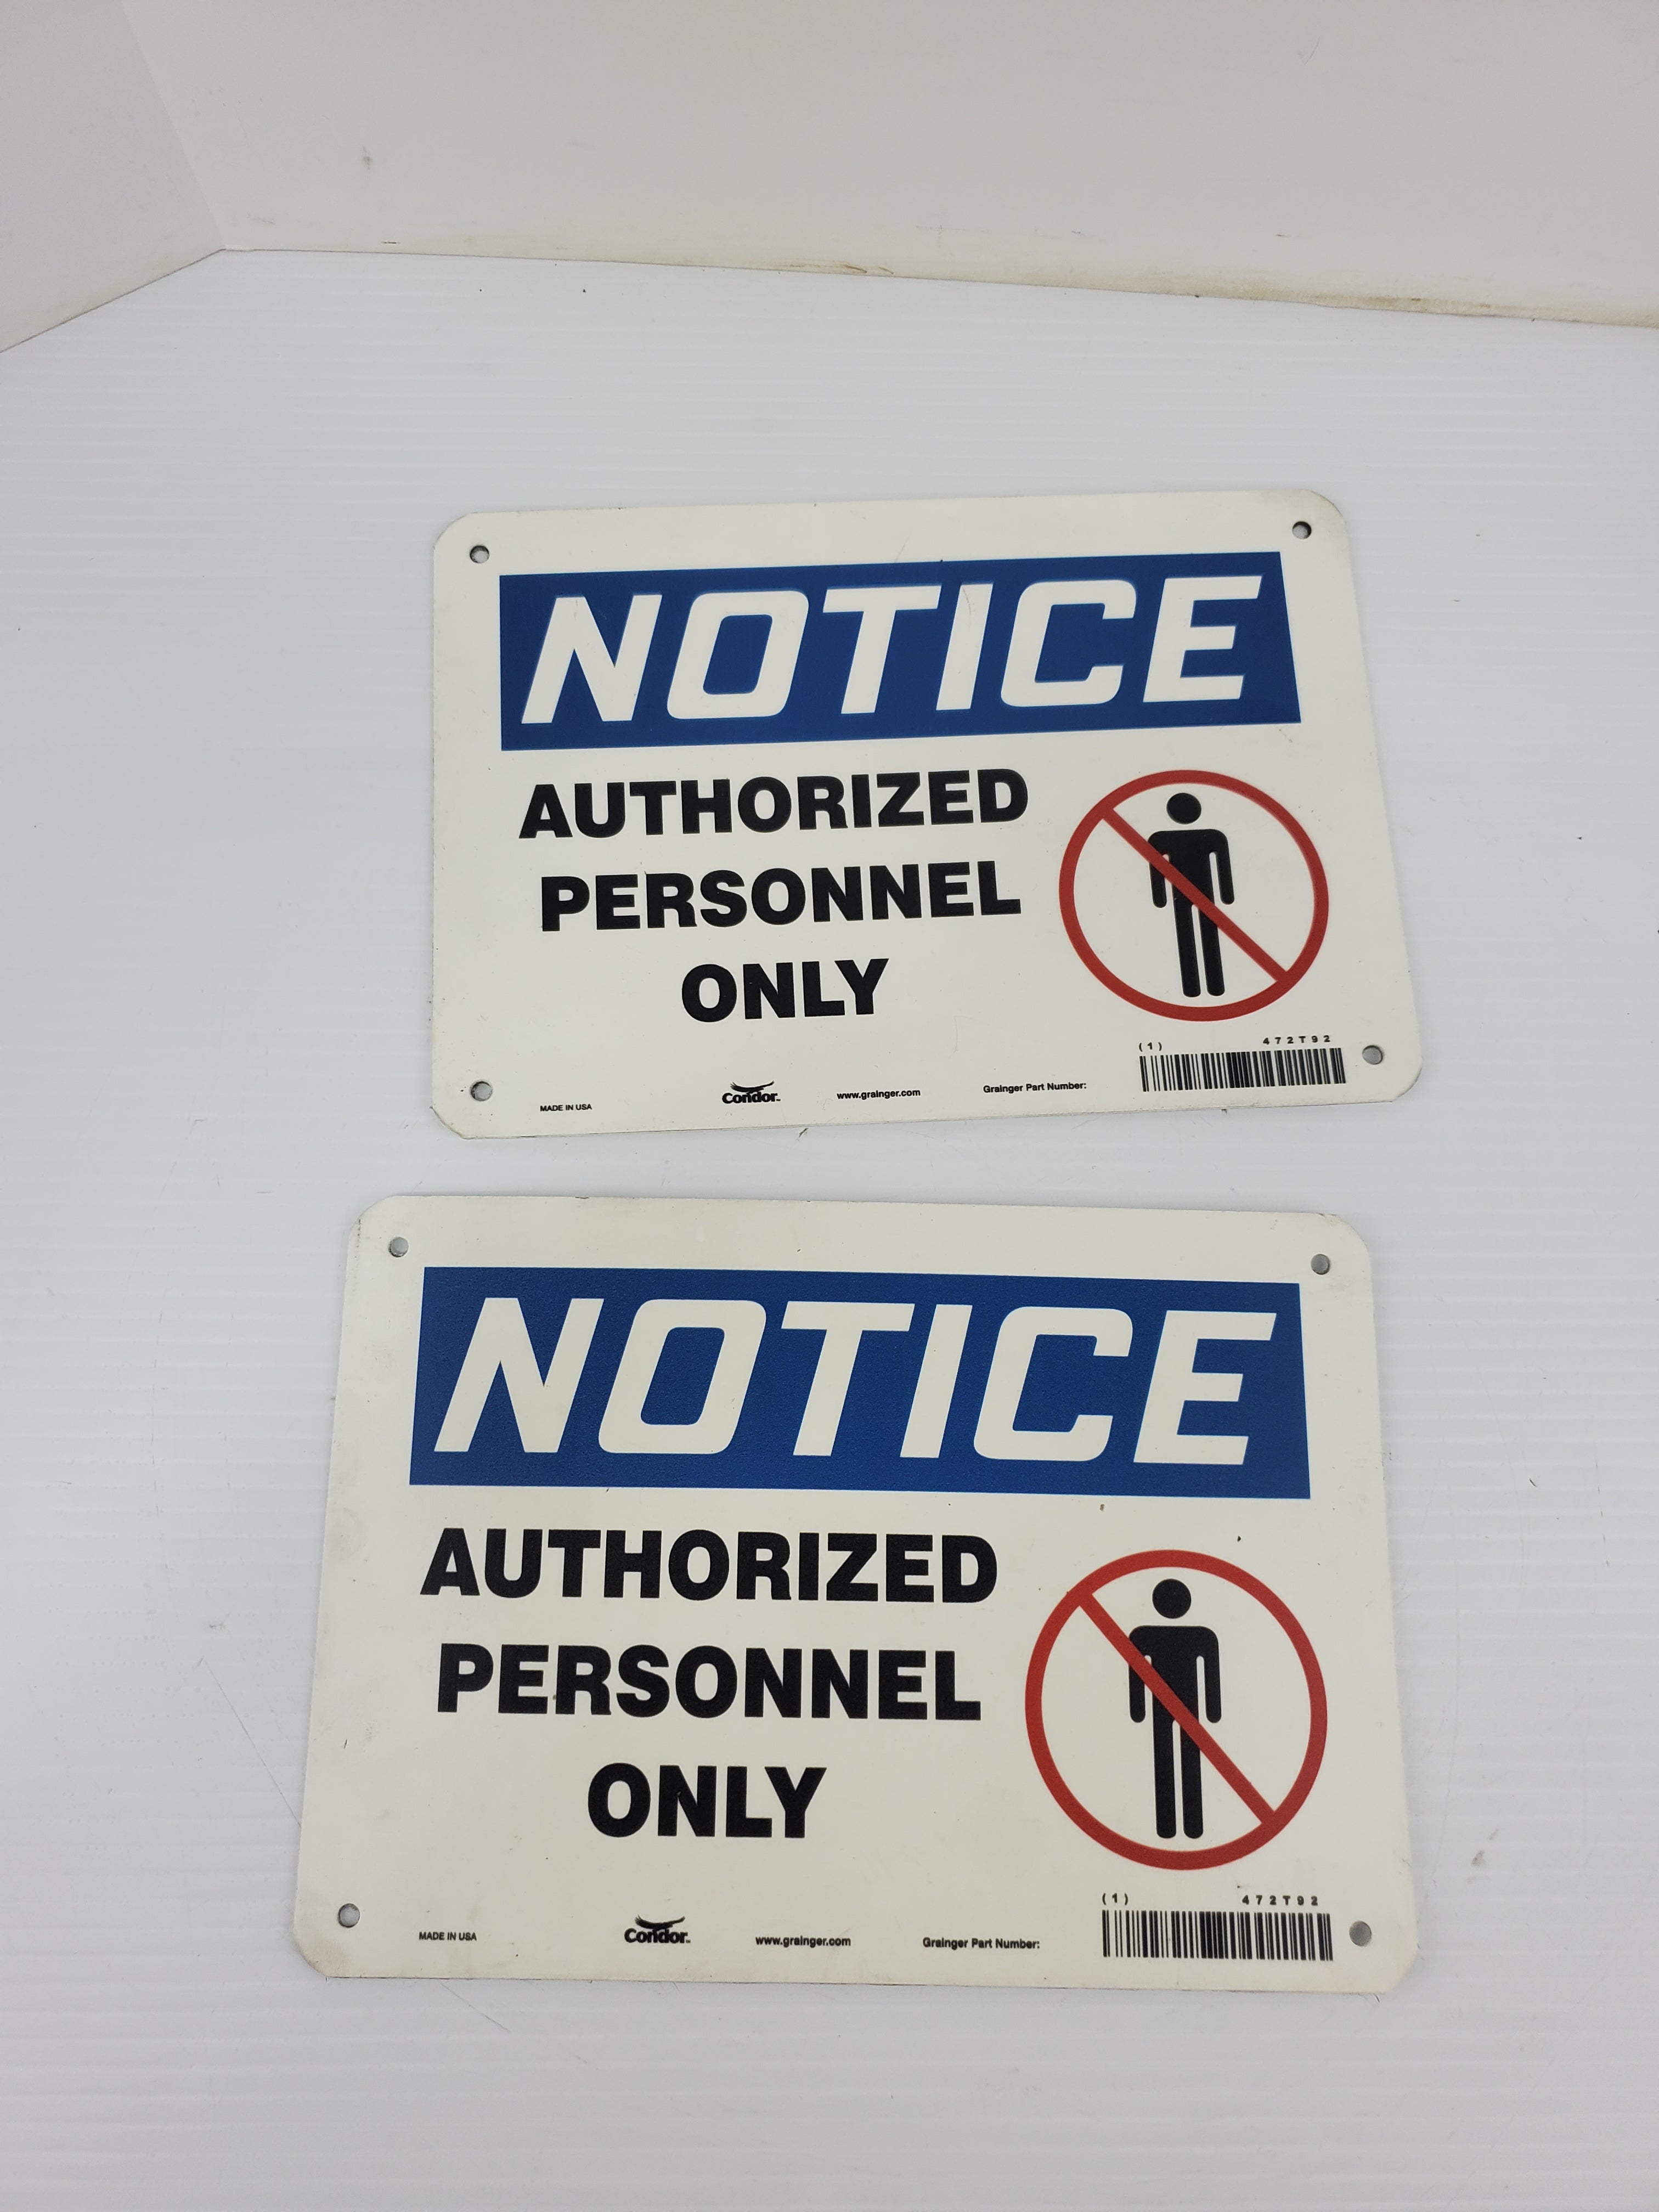 NOTICE
AUTHORIZED
PERSONNEL
ONLY
(1) 472T92
MADE IN USA Condor www.grainger.com Grainger Part Number:
NOTICE
AUTHORIZED
PERSONNEL
ONLY
(1) 472T92
MADE IN USA Condor www.grainger.com Grainger Part Number: